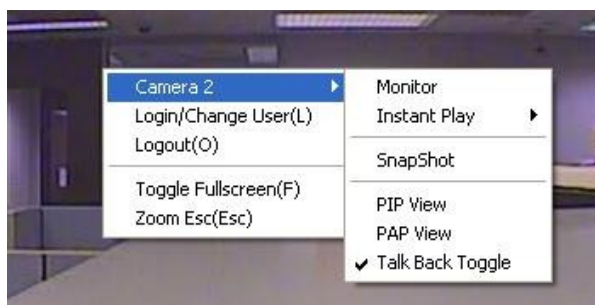 Camera 2
Login/Change User(L)
Logout(O)
Toggle Fullscreen(F)
Zoom Esc(Esc)
Monitor
Instant Play
SnapShot
PIP View
PAP View
Talk Back Toggle